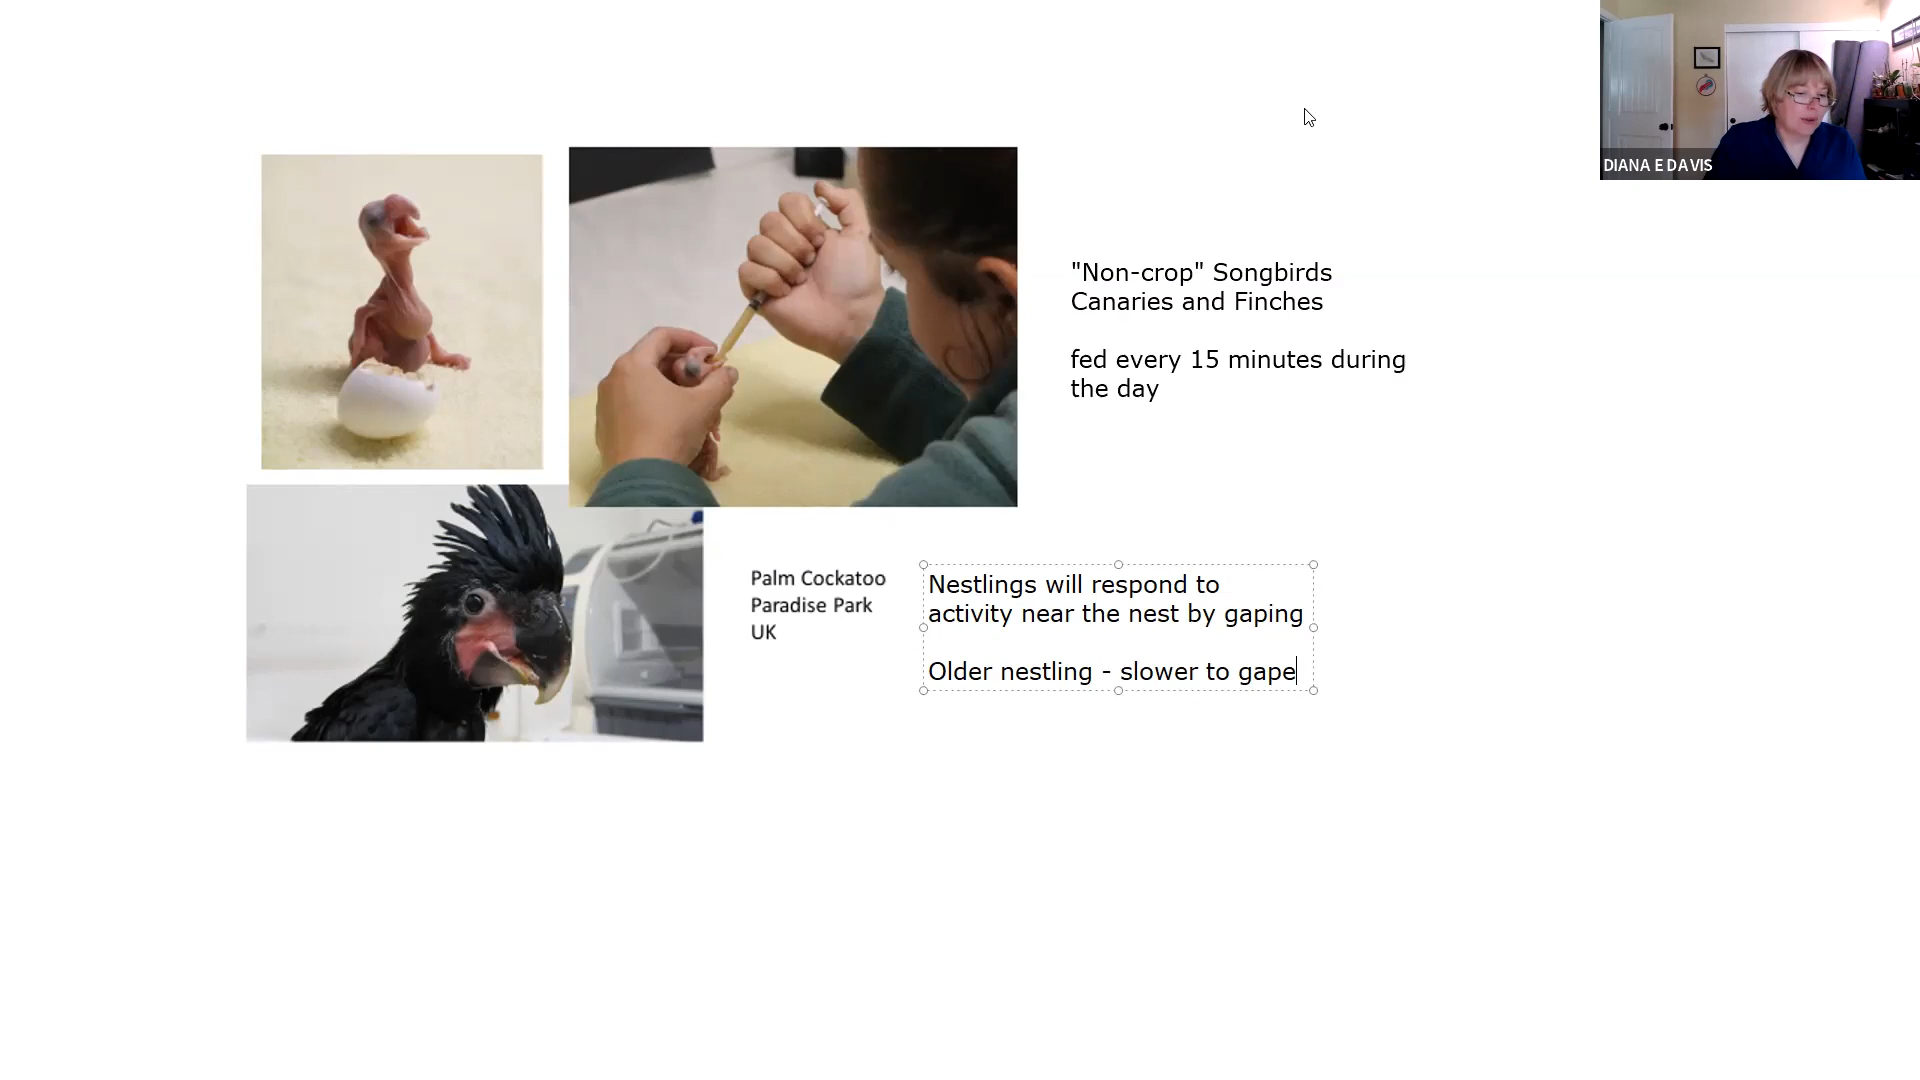 DIANA E DAVIS
"Non-crop" Songbirds
Canaries and Finches
fed every 15 minutes during
the day
Palm Cockatoo
Paradise Park
UK
Nestlings will respond to
activity near the nest by gaping
Older nestling - slower to gape